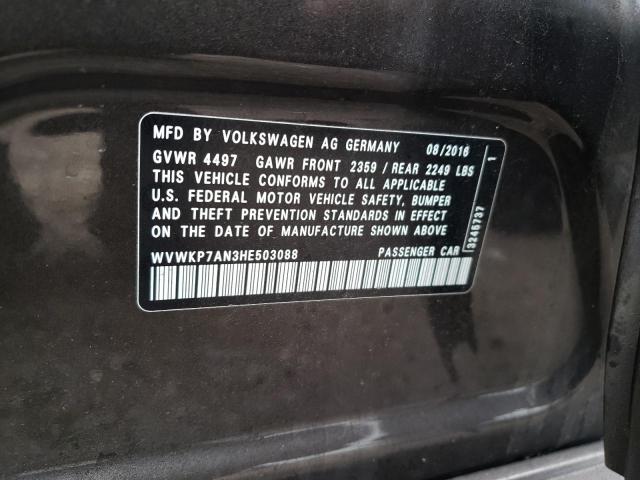 MFD BY VOLKSWAGEN AG GERMANY 08/2016
GVWR 4497 GAWR FRONT 2359 / REAR 2249 LBS
THIS VEHICLE CONFORMS TO ALL APPLICABLE
U.S. FEDERAL MOTOR VEHICLE SAFETY, BUMPER
AND THEFT PREVENTION STANDARDS IN EFFECT
ON THE DATE OF MANUFACTURE SHOWN ABOVE
WVWKP7AN3HE503088 PASSENGER CAR
3245737 1